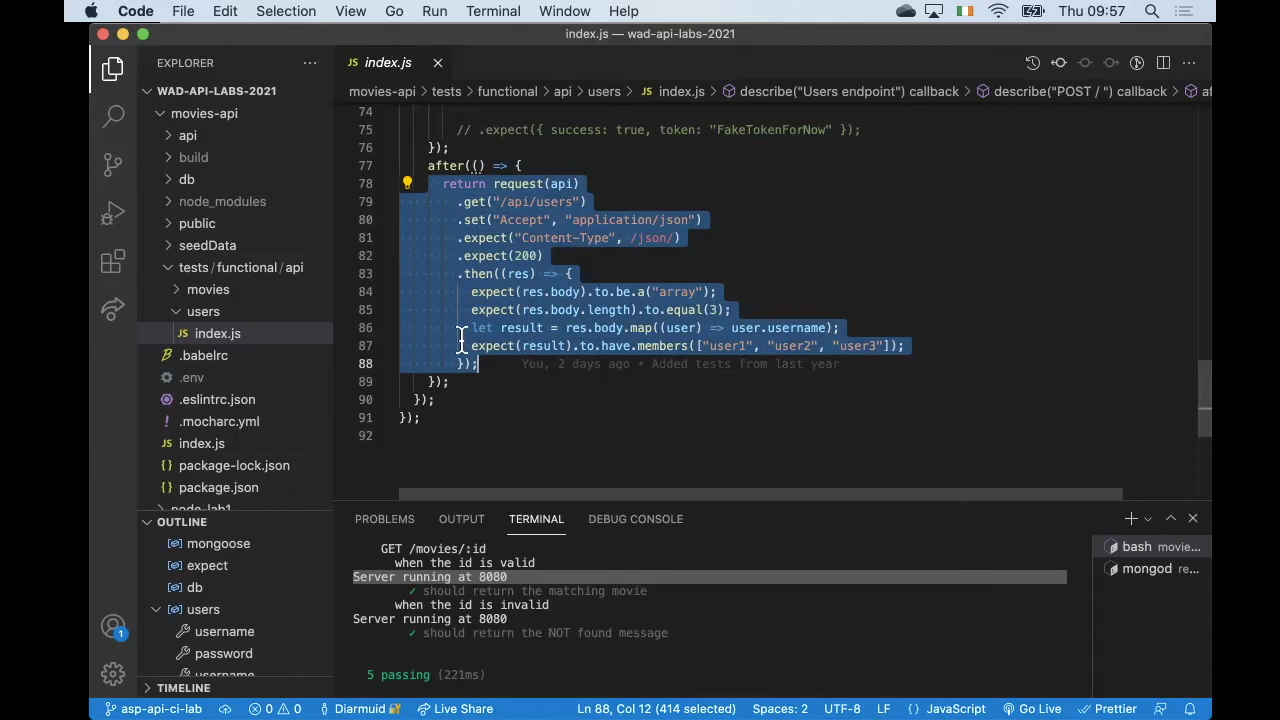 Code File Edit Selection View Go Run Terminal Window Help Thu 09:57
index.js — wad-api-labs-2021
EXPLORER
index.js
WAD-API-LABS-2021
movies-api > tests > functional > api > users > index.js > describe("Users endpoint") callback > describe("POST / ") callback >
movies-api
api
build
db
node_modules
public
seedData
tests/functional/api
movies
users
index.js
.babelrc
.env
.eslintrc.json
.mocharc.yml
index.js
package-lock.json
package.json
node-lab1
74
75 // .expect({ success: true, token: "FakeTokenForNow" });
76 });
77 after(() => {
78 return request(api)
79 .get("/api/users")
80 .set("Accept", "application/json")
81 .expect("Content-Type", /json/)
82 .expect(200)
83 .then((res) => {
84 expect(res.body).to.be.a("array");
85 expect(res.body.length).to.equal(3);
86 let result = res.body.map((user) => user.username);
87 expect(result).to.have.members(["user1", "user2", "user3"]);
88 }); You, 2 days ago • Added tests from last year
89 });
90 });
91 });
92
OUTLINE
mongoose
expect
db
users
username
password
username
TIMELINE
PROBLEMS OUTPUT TERMINAL DEBUG CONSOLE
GET /movies/:id
when the id is valid
Server running at 8080
✓ should return the matching movie
when the id is invalid
Server running at 8080
✓ should return the NOT found message
5 passing (221ms)
bash movie...
mongod re...
1
asp-api-ci-lab 0 0 Diarmuid Live Share Ln 88, Col 12 (414 selected) Spaces: 2 UTF-8 LF JavaScript Go Live Prettier